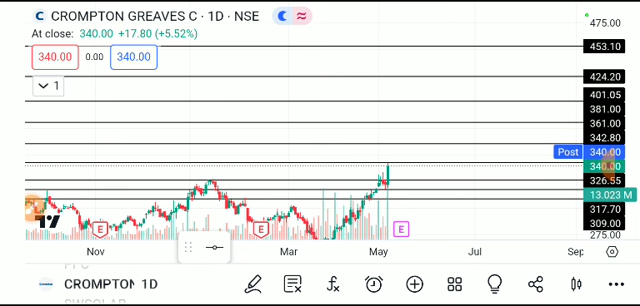 CROMPTON GREAVES C · 1D · NSE
At close: 340.00 +17.80 (+5.52%)
340.00 0.00 340.00
1
475.00
453.10
424.20
401.05
381.00
361.00
342.80
Post 340.00
340.00
326.55
13.023 M
317.70
309.00
275.00
E E E
Nov Mar May Jul Sep
PFC
CROMPTON 1D
SWSOLAR